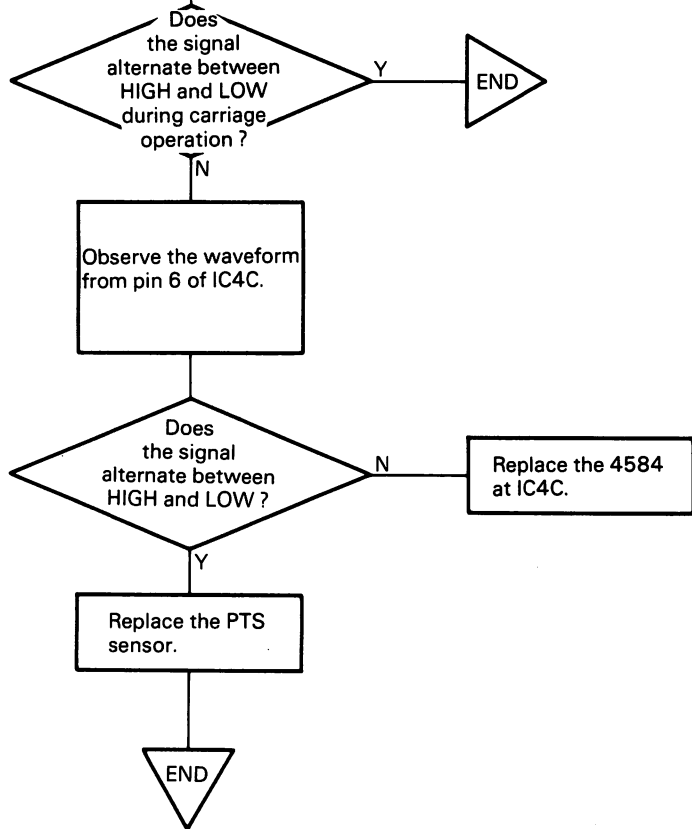 Does
the signal
alternate between
HIGH and LOW
during carriage
operation ?
Y
END
N
Observe the waveform
from pin 6 of IC4C.
Does
the signal
alternate between
HIGH and LOW ?
N
Replace the 4584
at IC4C.
Y
Replace the PTS
sensor.
END